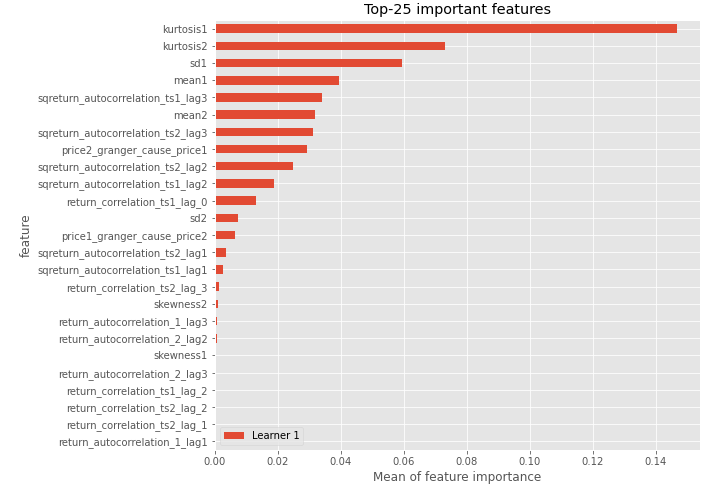 Top-25 important features
kurtosis1
kurtosis2
sd1
mean1
sqreturn_autocorrelation_ts1_lag3
mean2
sqreturn_autocorrelation_ts2_lag3
price2_granger_cause_price1
sqreturn_autocorrelation_ts2_lag2
sqreturn_autocorrelation_ts1_lag2
return_correlation_ts1_lag_0
sd2
price1_granger_cause_price2
sqreturn_autocorrelation_ts2_lag1
sqreturn_autocorrelation_ts1_lag1
return_correlation_ts2_lag_3
skewness2
return_autocorrelation_1_lag3
return_autocorrelation_2_lag2
skewness1
return_autocorrelation_2_lag3
return_correlation_ts1_lag_2
return_correlation_ts2_lag_2
return_correlation_ts2_lag_1
return_autocorrelation_1_lag1
feature
Learner 1
0.00 0.02 0.04 0.06 0.08 0.10 0.12 0.14
Mean of feature importance